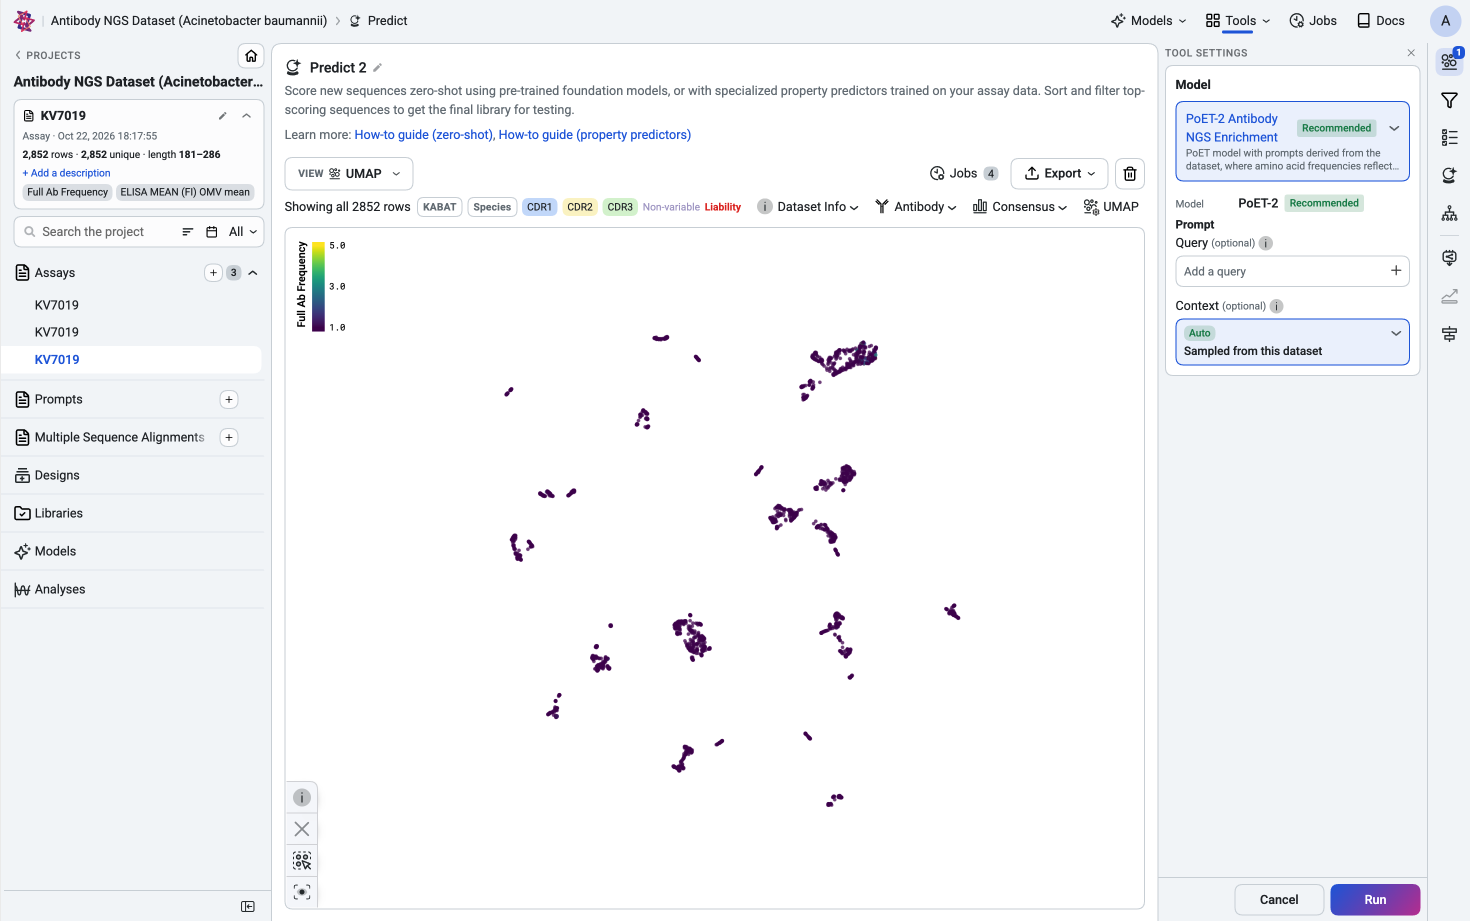 Antibody NGS Dataset (Acinetobacter baumannii)
Predict
Models
Tools
Jobs
Docs
A
PROJECTS
Antibody NGS Dataset (Acinetobacter...
KV7019
Assay · Oct 22, 2026 18:17:55
2,852 rows · 2,852 unique · length 181–286
+ Add a description
Full Ab Frequency
ELISA MEAN (FI) OMV mean
Search the project
All
Assays
3
KV7019
KV7019
KV7019
Prompts
Multiple Sequence Alignments
Designs
Libraries
Models
Analyses
Predict 2
Score new sequences zero-shot using pre-trained foundation models, or with specialized property predictors trained on your assay data. Sort and filter top-
scoring sequences to get the final library for testing.
Learn more: How-to guide (zero-shot), How-to guide (property predictors)
VIEW UMAP
Jobs 4
Export
Showing all 2852 rows
KABAT
Species
CDR1
CDR2
CDR3
Non-variable
Liability
Dataset Info
Antibody
Consensus
UMAP
Full Ab Frequency
5.0
3.0
1.0
TOOL SETTINGS
Model
PoET-2 Antibody
NGS Enrichment
Recommended
PoET model with prompts derived from the
dataset, where amino acid frequencies reflect...
Model
PoET-2
Recommended
Prompt
Query (optional)
Add a query
Context (optional)
Auto
Sampled from this dataset
Cancel
Run
1